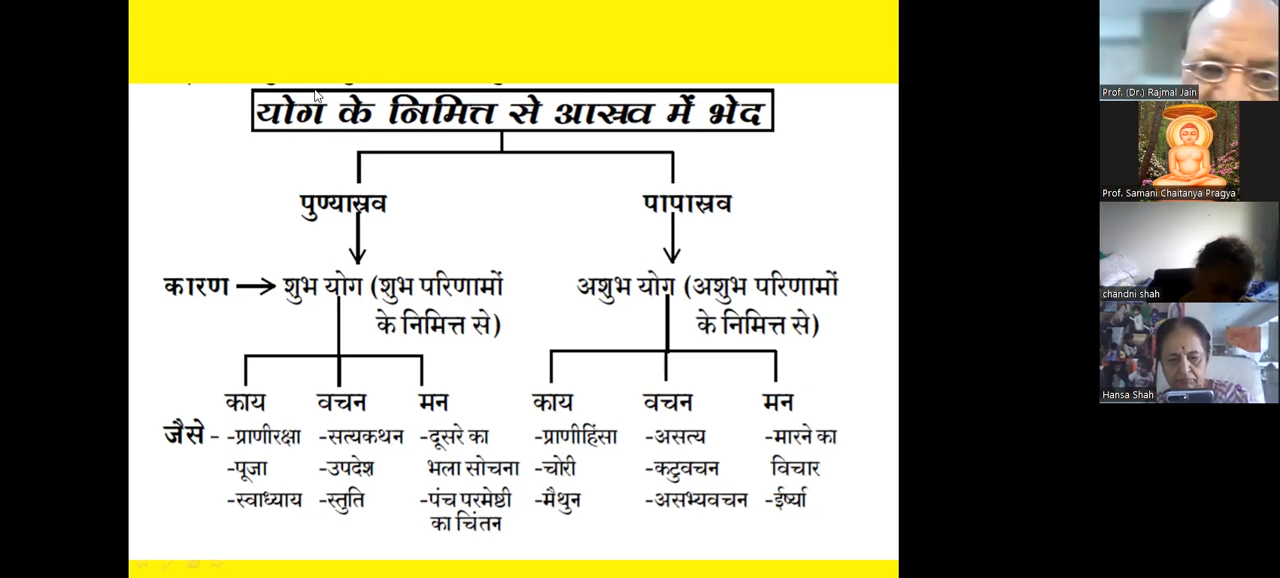 योग के निमित्त से आस्रव में भेद
पुण्यास्रव
पापास्रव
कारण
शुभ योग (शुभ परिणामों
के निमित्त से)
अशुभ योग (अशुभ परिणामों
के निमित्त से)
काय वचन मन
काय वचन मन
जैसे - -प्राणीरक्षा -सत्यकथन -दूसरे का
-पूजा -उपदेश भला सोचना
-स्वाध्याय -स्तुति -पंच परमेष्ठी
का चिंतन
-प्राणीहिंसा -असत्य -मारने का
-चोरी -कटुवचन विचार
-मैथुन -असभ्यवचन -ईर्ष्या
Prof. (Dr.) Rajmal Jain
Prof. Samani Chaitanya Pragya
chandni shah
Hansa Shah